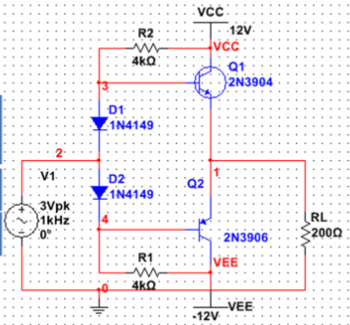 VCC
12V
R2
VCC
4kΩ
Q1
2N3904
3
D1
1N4149
2
1
V1
D2
1N4149
Q2
3Vpk
1kHz
0°
4
RL
200Ω
2N3906
R1
VEE
4kΩ
0
VEE
-12V